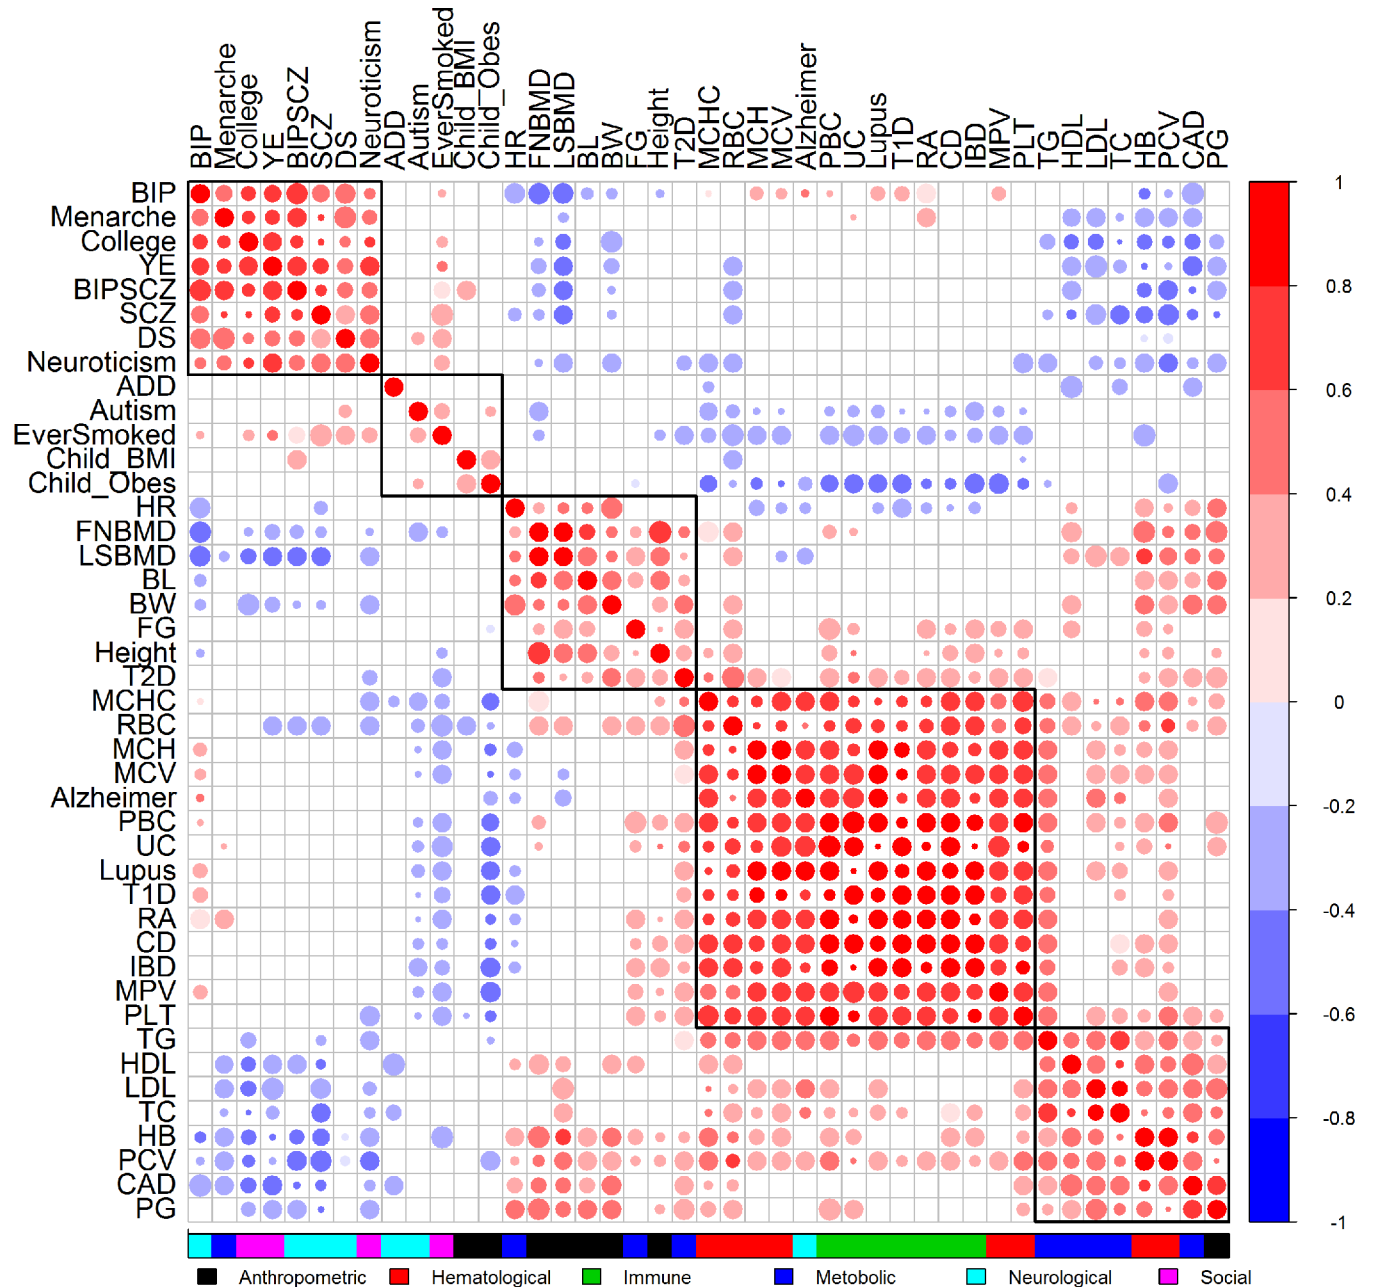 BIP Menarche College YE BIPSCZ SCZ DS Neuroticism ADD Autism EverSmoked Child_BMI Child_Obes HR FNBMD LSBMD BL BW FG Height T2D MCHC RBC MCH MCV Alzheimer PBC UC Lupus T1D RA CD IBD MPV PLT TG HDL LDL TC HB PCV CAD PG
BIP
Menarche
College
YE
BIPSCZ
SCZ
DS
Neuroticism
ADD
Autism
EverSmoked
Child_BMI
Child_Obes
HR
FNBMD
LSBMD
BL
BW
FG
Height
T2D
MCHC
RBC
MCH
MCV
Alzheimer
PBC
UC
Lupus
T1D
RA
CD
IBD
MPV
PLT
TG
HDL
LDL
TC
HB
PCV
CAD
PG
1
0.8
0.6
0.4
0.2
0
-0.2
-0.4
-0.6
-0.8
-1
Anthropometric Hematological Immune Metobolic Neurological Social